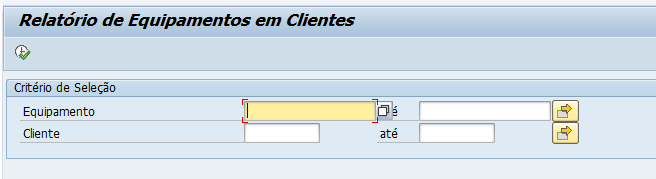 Relatório de Equipamentos em Clientes
Critério de Seleção
Equipamento é
Cliente até